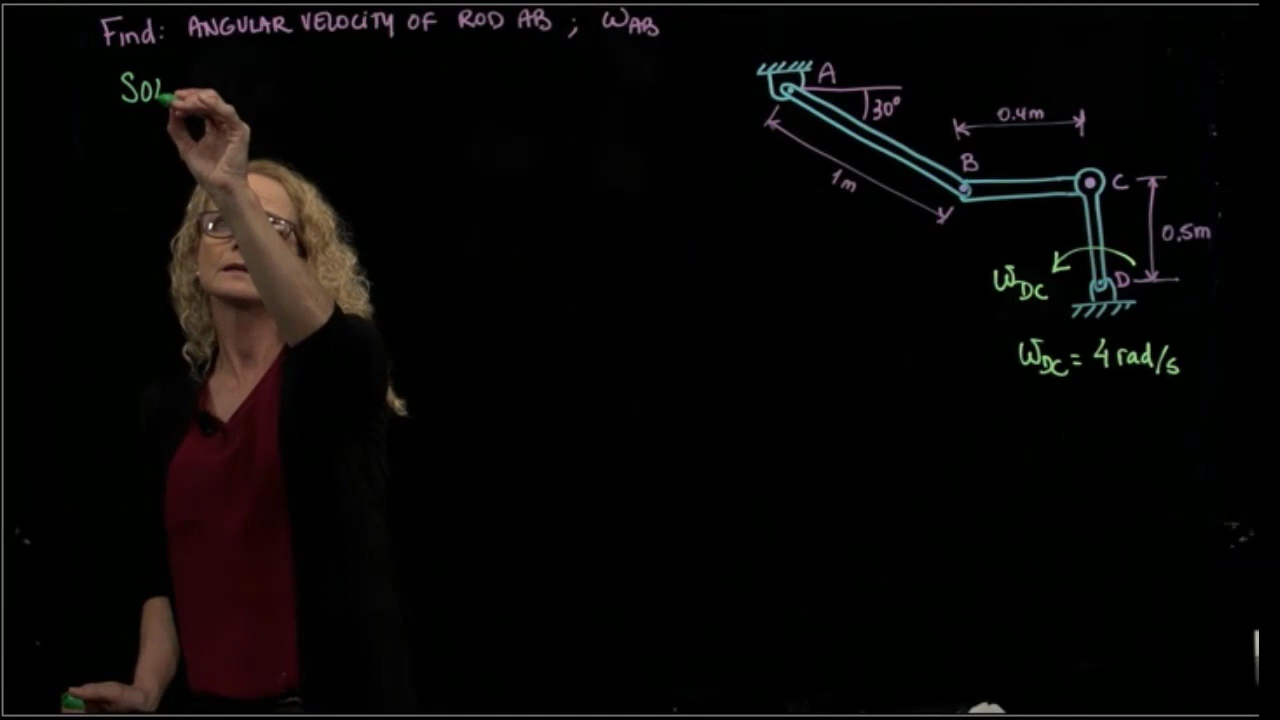 Find: ANGULAR VELOCITY OF ROD AB ; ωAB
SOL
A
30°
0.4m
B
1m
C
0.5m
ωDC
D
ωDC = 4 rad/s